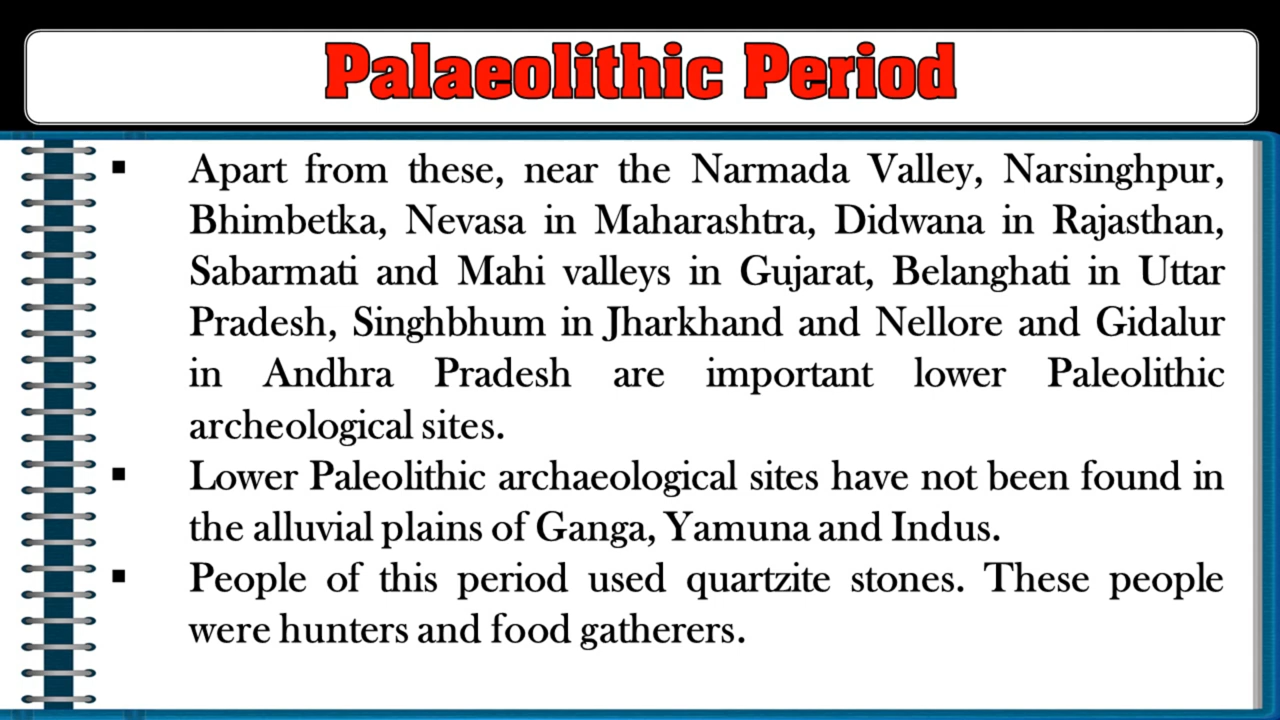 Palaeolithic Period
▪ Apart from these, near the Narmada Valley, Narsinghpur,
Bhimbetka, Nevasa in Maharashtra, Didwana in Rajasthan,
Sabarmati and Mahi valleys in Gujarat, Belanghati in Uttar
Pradesh, Singhbhum in Jharkhand and Nellore and Gidalur
in Andhra Pradesh are important lower Paleolithic
archeological sites.
▪ Lower Paleolithic archaeological sites have not been found in
the alluvial plains of Ganga, Yamuna and Indus.
▪ People of this period used quartzite stones. These people
were hunters and food gatherers.